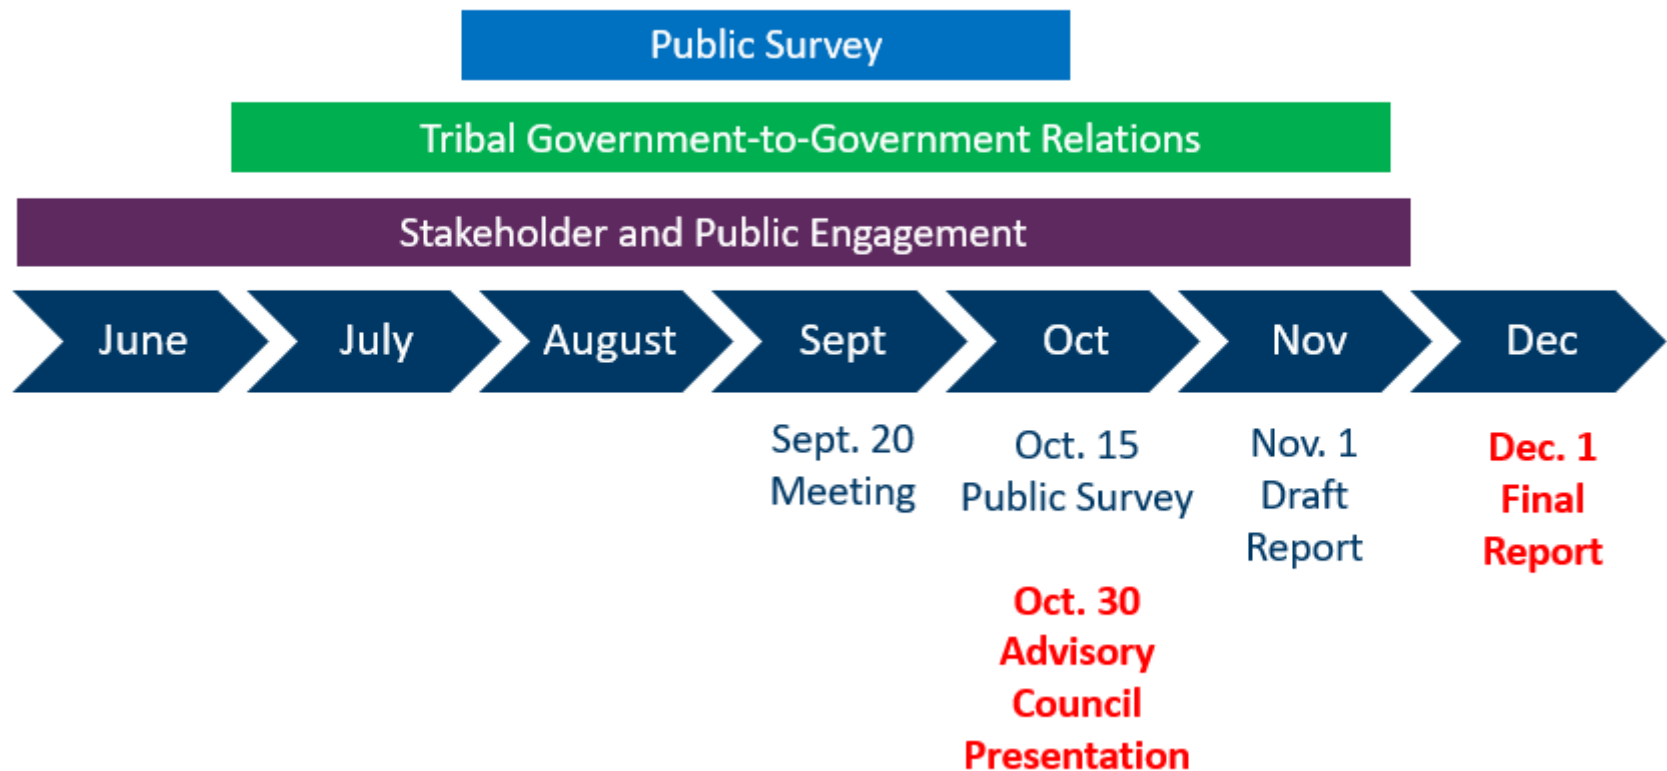 Public Survey
Tribal Government-to-Government Relations
Stakeholder and Public Engagement
June
July
August
Sept
Oct
Nov
Dec
Sept. 20
Meeting
Oct. 15
Public Survey
Oct. 30
Advisory
Council
Presentation
Nov. 1
Draft
Report
Dec. 1
Final
Report